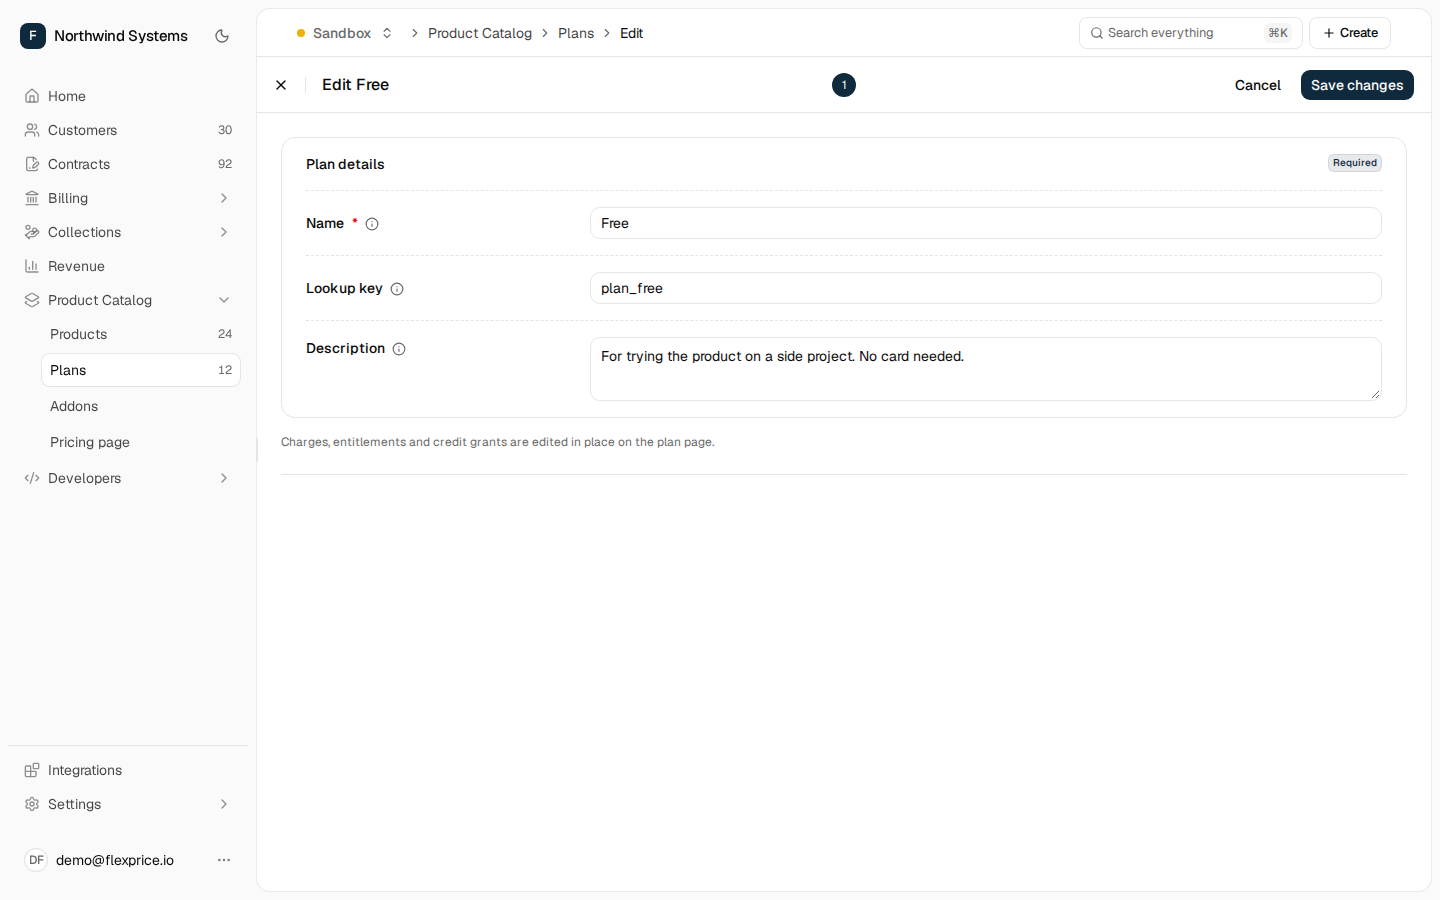 F Northwind Systems
Sandbox
Product Catalog
Plans
Edit
Search everything ⌘K
Create
Edit Free
1
Cancel
Save changes
Home
Customers 30
Contracts 92
Billing
Collections
Revenue
Product Catalog
Products 24
Plans 12
Addons
Pricing page
Developers
Integrations
Settings
DF demo@flexprice.io
Plan details
Required
Name *
Free
Lookup key
plan_free
Description
For trying the product on a side project. No card needed.
Charges, entitlements and credit grants are edited in place on the plan page.